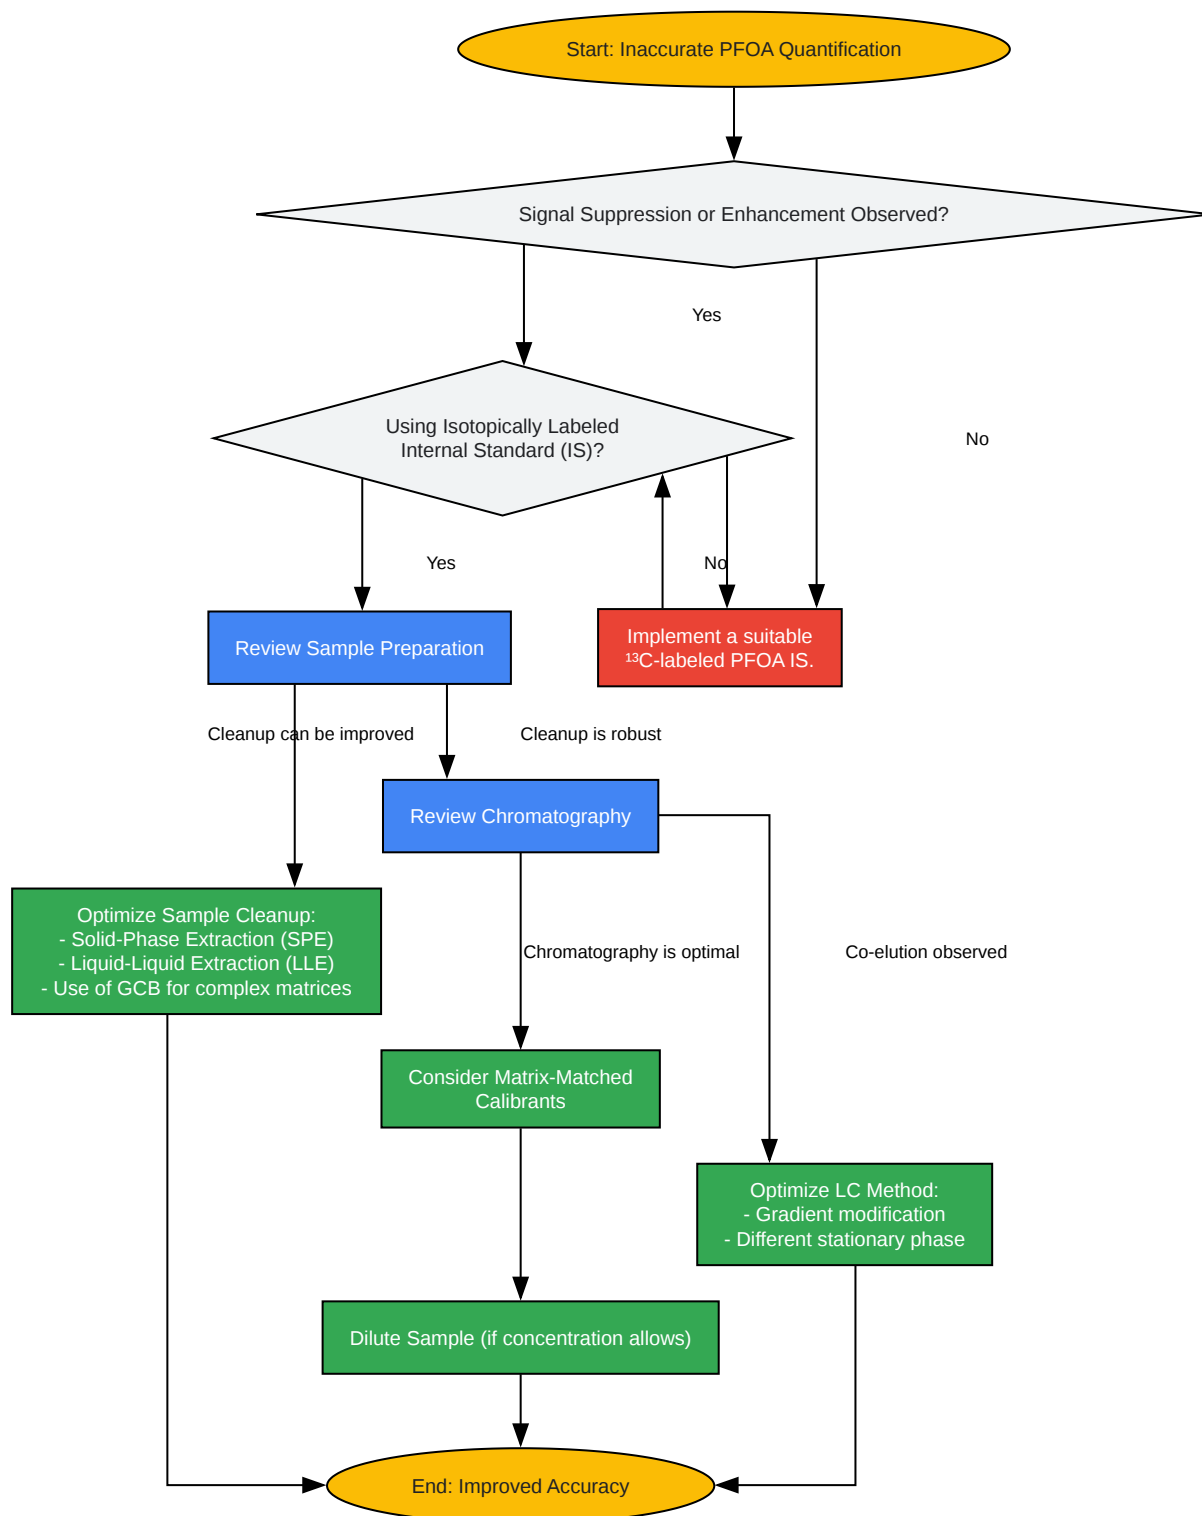 Start: Inaccurate PFOA Quantification
Signal Suppression or Enhancement Observed?
Yes
No
Using Isotopically Labeled
Internal Standard (IS)?
Yes
No
Review Sample Preparation
Implement a suitable
¹³C-labeled PFOA IS.
Cleanup can be improved
Cleanup is robust
Review Chromatography
Optimize Sample Cleanup:
- Solid-Phase Extraction (SPE)
- Liquid-Liquid Extraction (LLE)
- Use of GCB for complex matrices
Chromatography is optimal
Co-elution observed
Consider Matrix-Matched
Calibrants
Optimize LC Method:
- Gradient modification
- Different stationary phase
Dilute Sample (if concentration allows)
End: Improved Accuracy